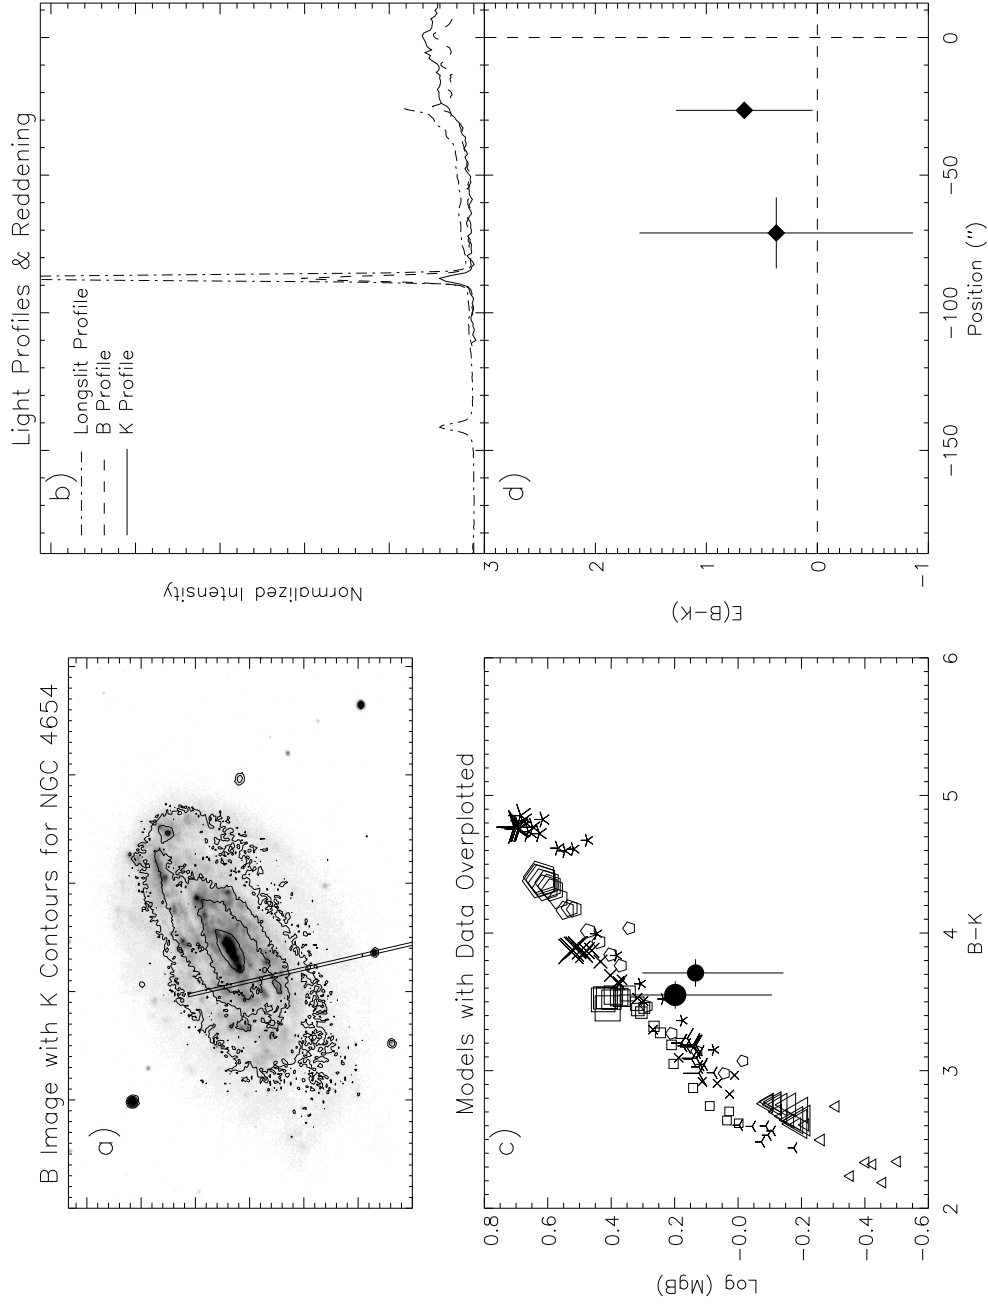 B Image with K Contours for NGC 4654
a)
Light Profiles & Reddening
b)
Longslit Profile
B Profile
K Profile
Normalized Intensity
Models with Data Overplotted
c)
0.8
0.6
0.4
0.2
-0.0
-0.2
-0.4
-0.6
Log (MgB)
2
3
4
5
6
B-K
d)
3
2
1
0
-1
E(B-K)
-150
-100
-50
0
Position (")